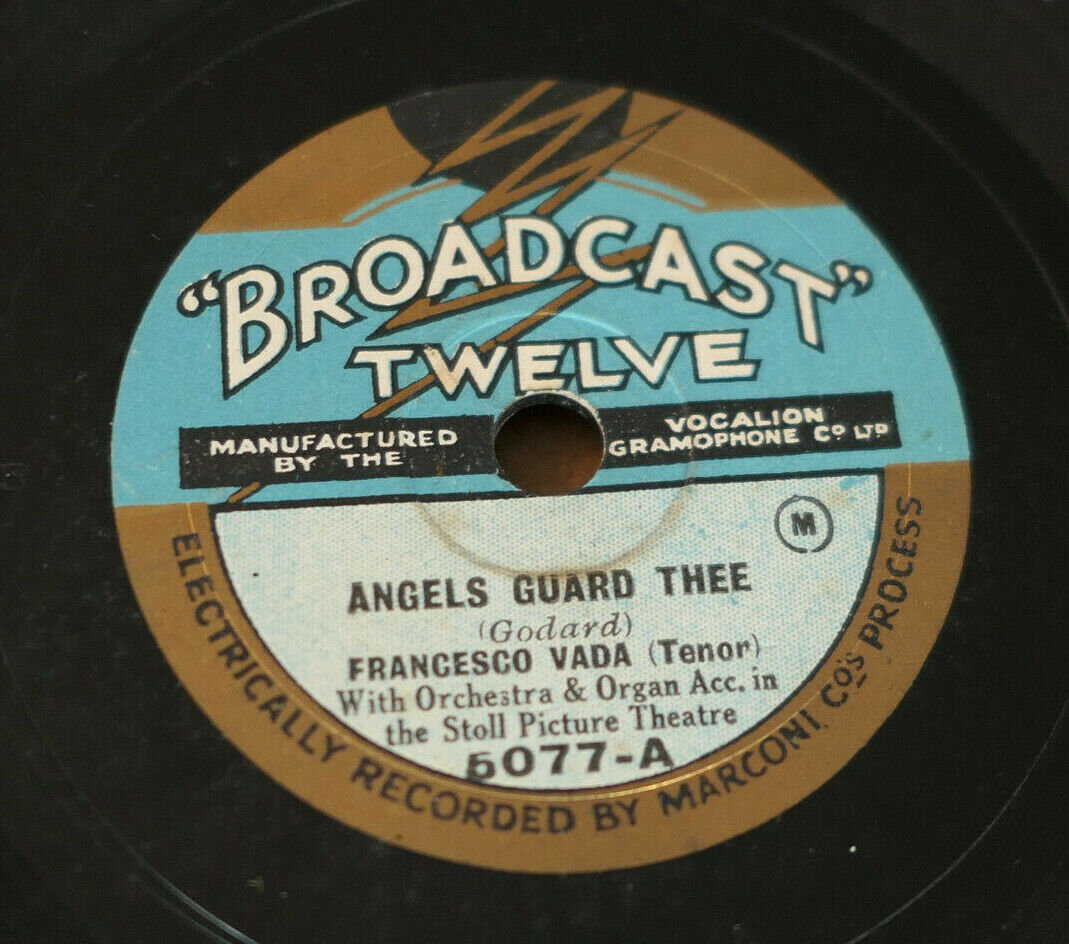 "BROADCAST"
TWELVE
MANUFACTURED
BY THE
VOCALION
GRAMOPHONE Co LTD
M
ANGELS GUARD THEE
(Godard)
FRANCESCO VADA (Tenor)
With Orchestra & Organ Acc. in
the Stoll Picture Theatre
5077-A
ELECTRICALLY RECORDED BY MARCONI Co's PROCESS